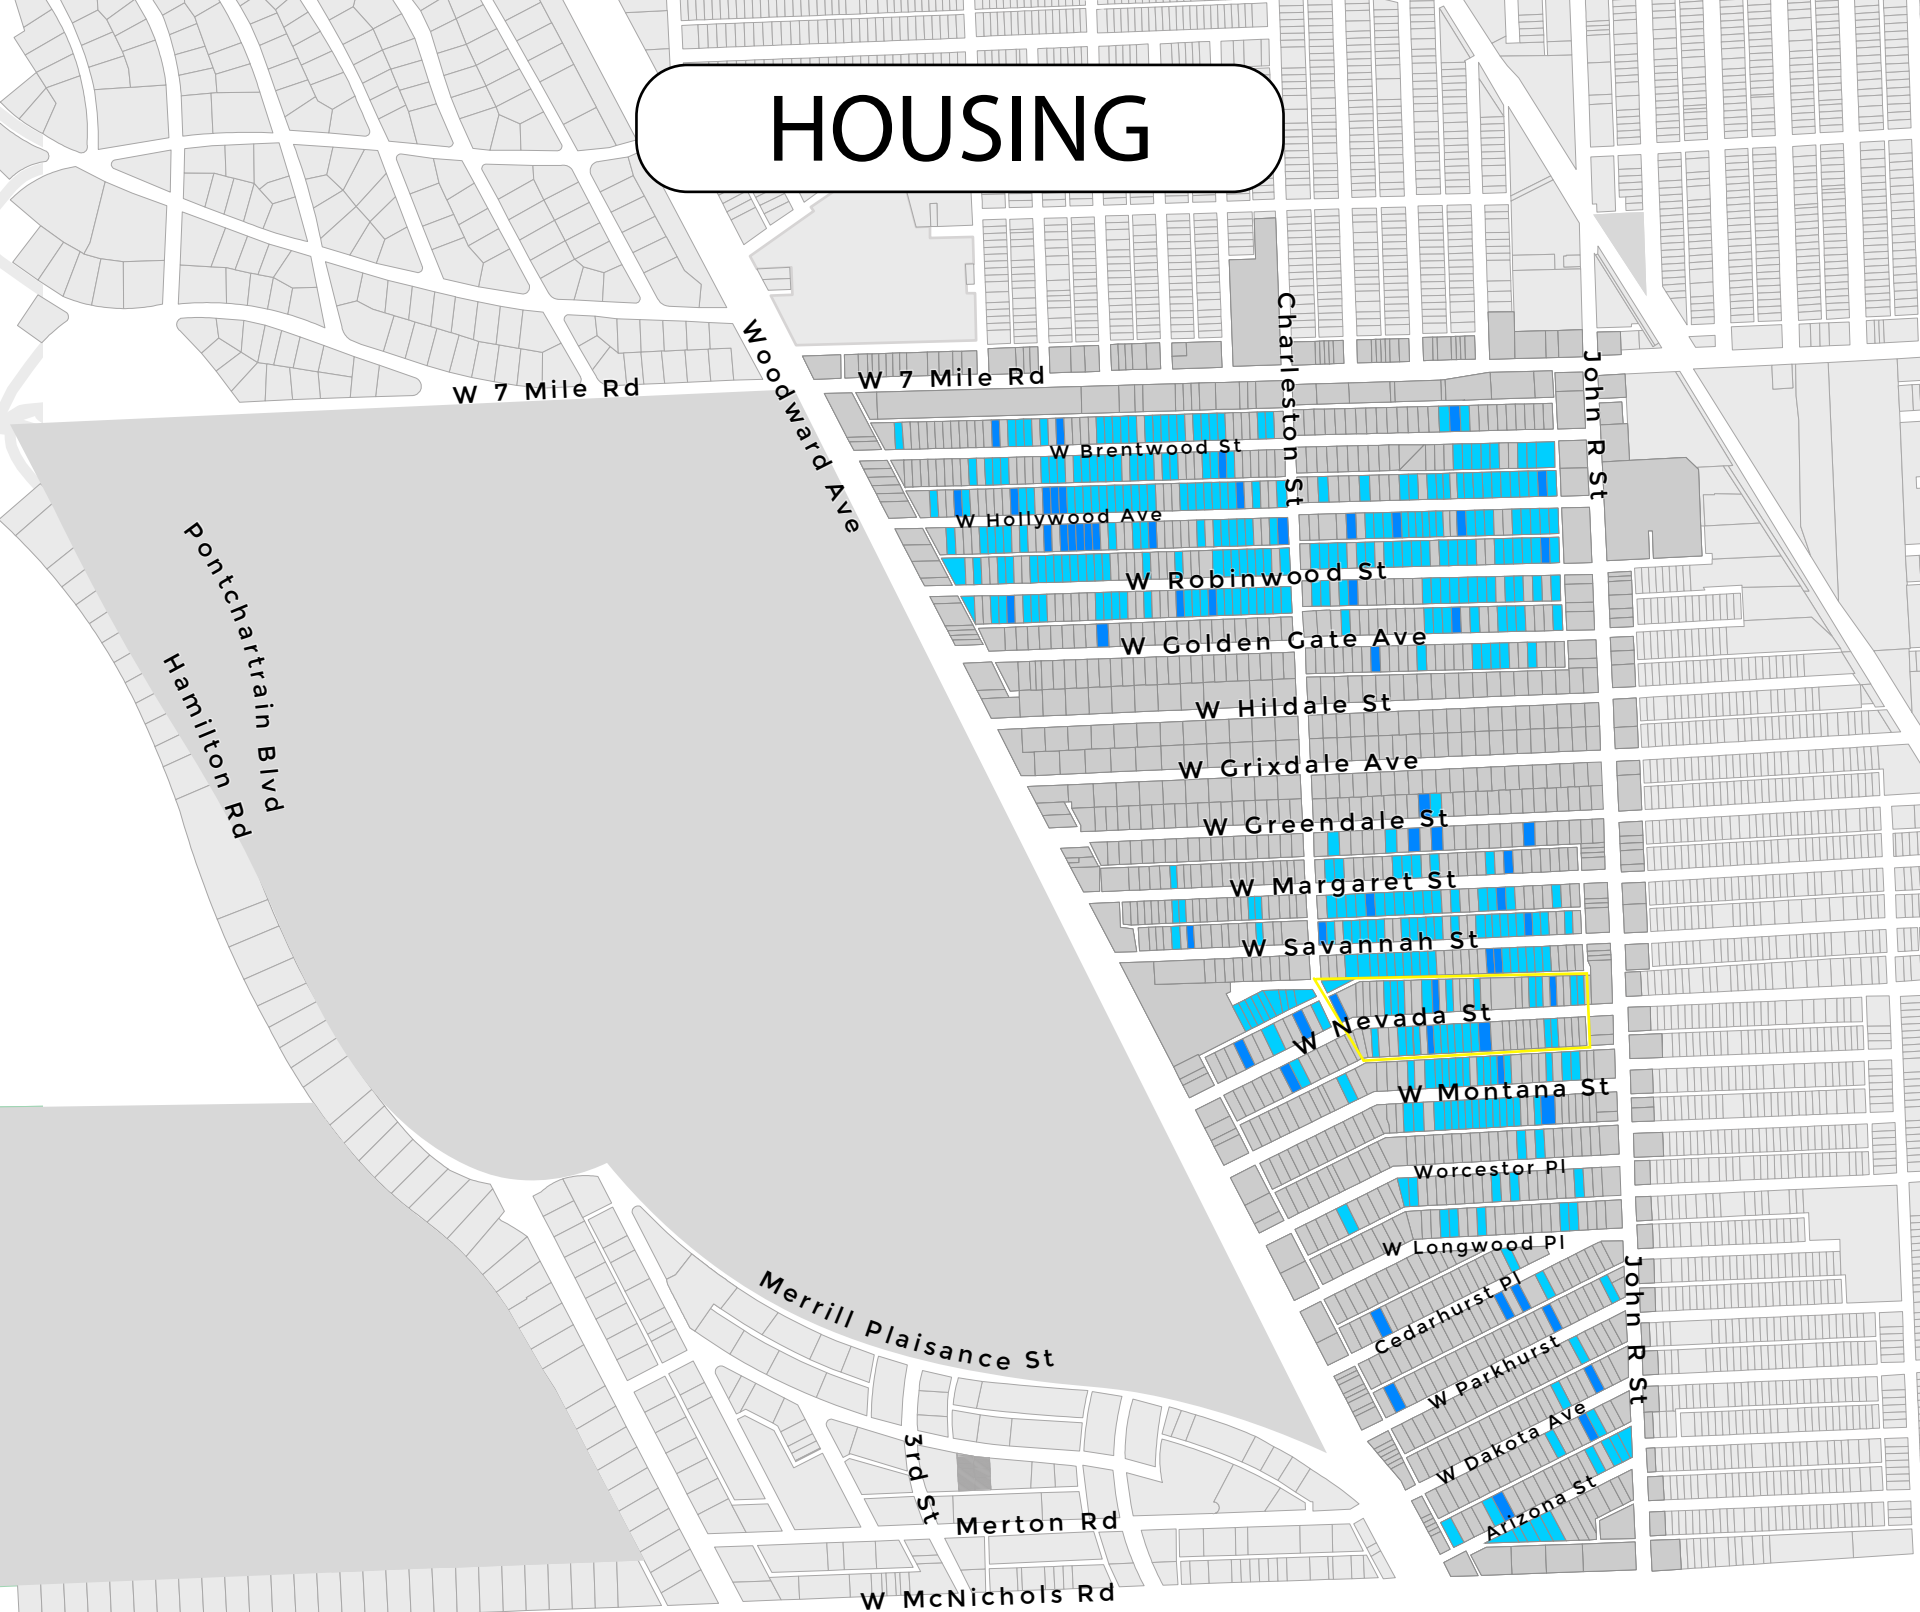 HOUSING
Charleston St
Woodward Ave
John R St
W 7 Mile Rd
W 7 Mile Rd
W Brentwood St
W Hollywood Ave
Pontchartrain Blvd
W Robinwood St
W Golden Gate Ave
Hamilton Rd
W Hildale St
W Grixdale Ave
W Greendale St
W Margaret St
W Savannah St
W Nevada St
W Montana St
Worcestor Pl
W Longwood Pl
John R St
Cedarhurst Pl
Merrill Plaisance St
W Parkhurst
W Dakota Ave
3rd St
Arizona St
Merton Rd
W McNichols Rd